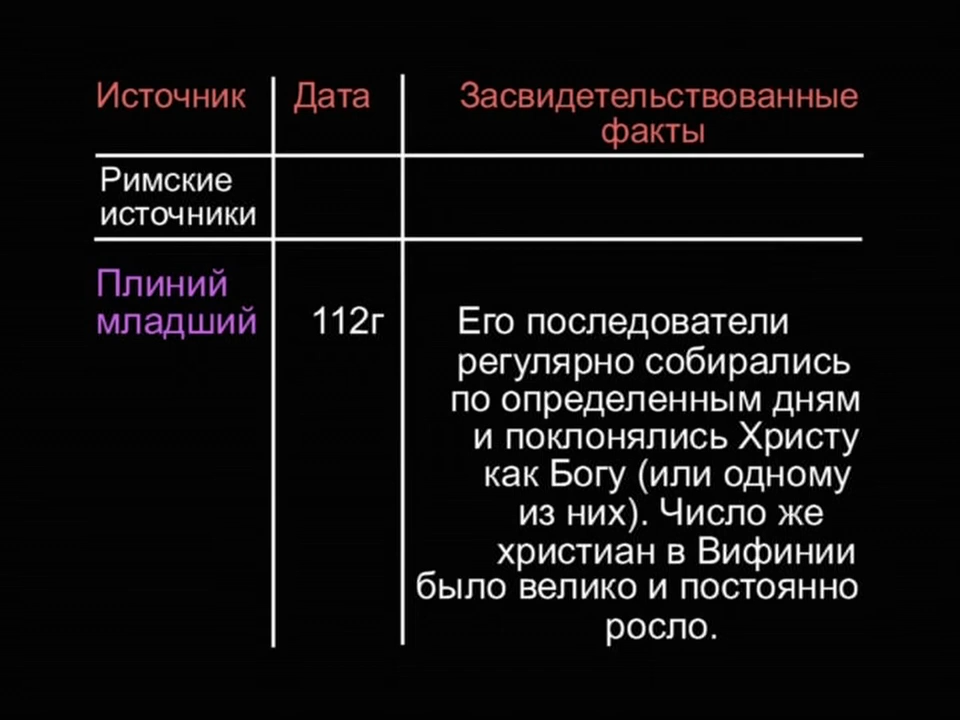 Источник Дата Засвидетельствованные
факты
Римские
источники
Плиний
младший 112г Его последователи
регулярно собирались
по определенным дням
и поклонялись Христу
как Богу (или одному
из них). Число же
христиан в Вифинии
было велико и постоянно
росло.